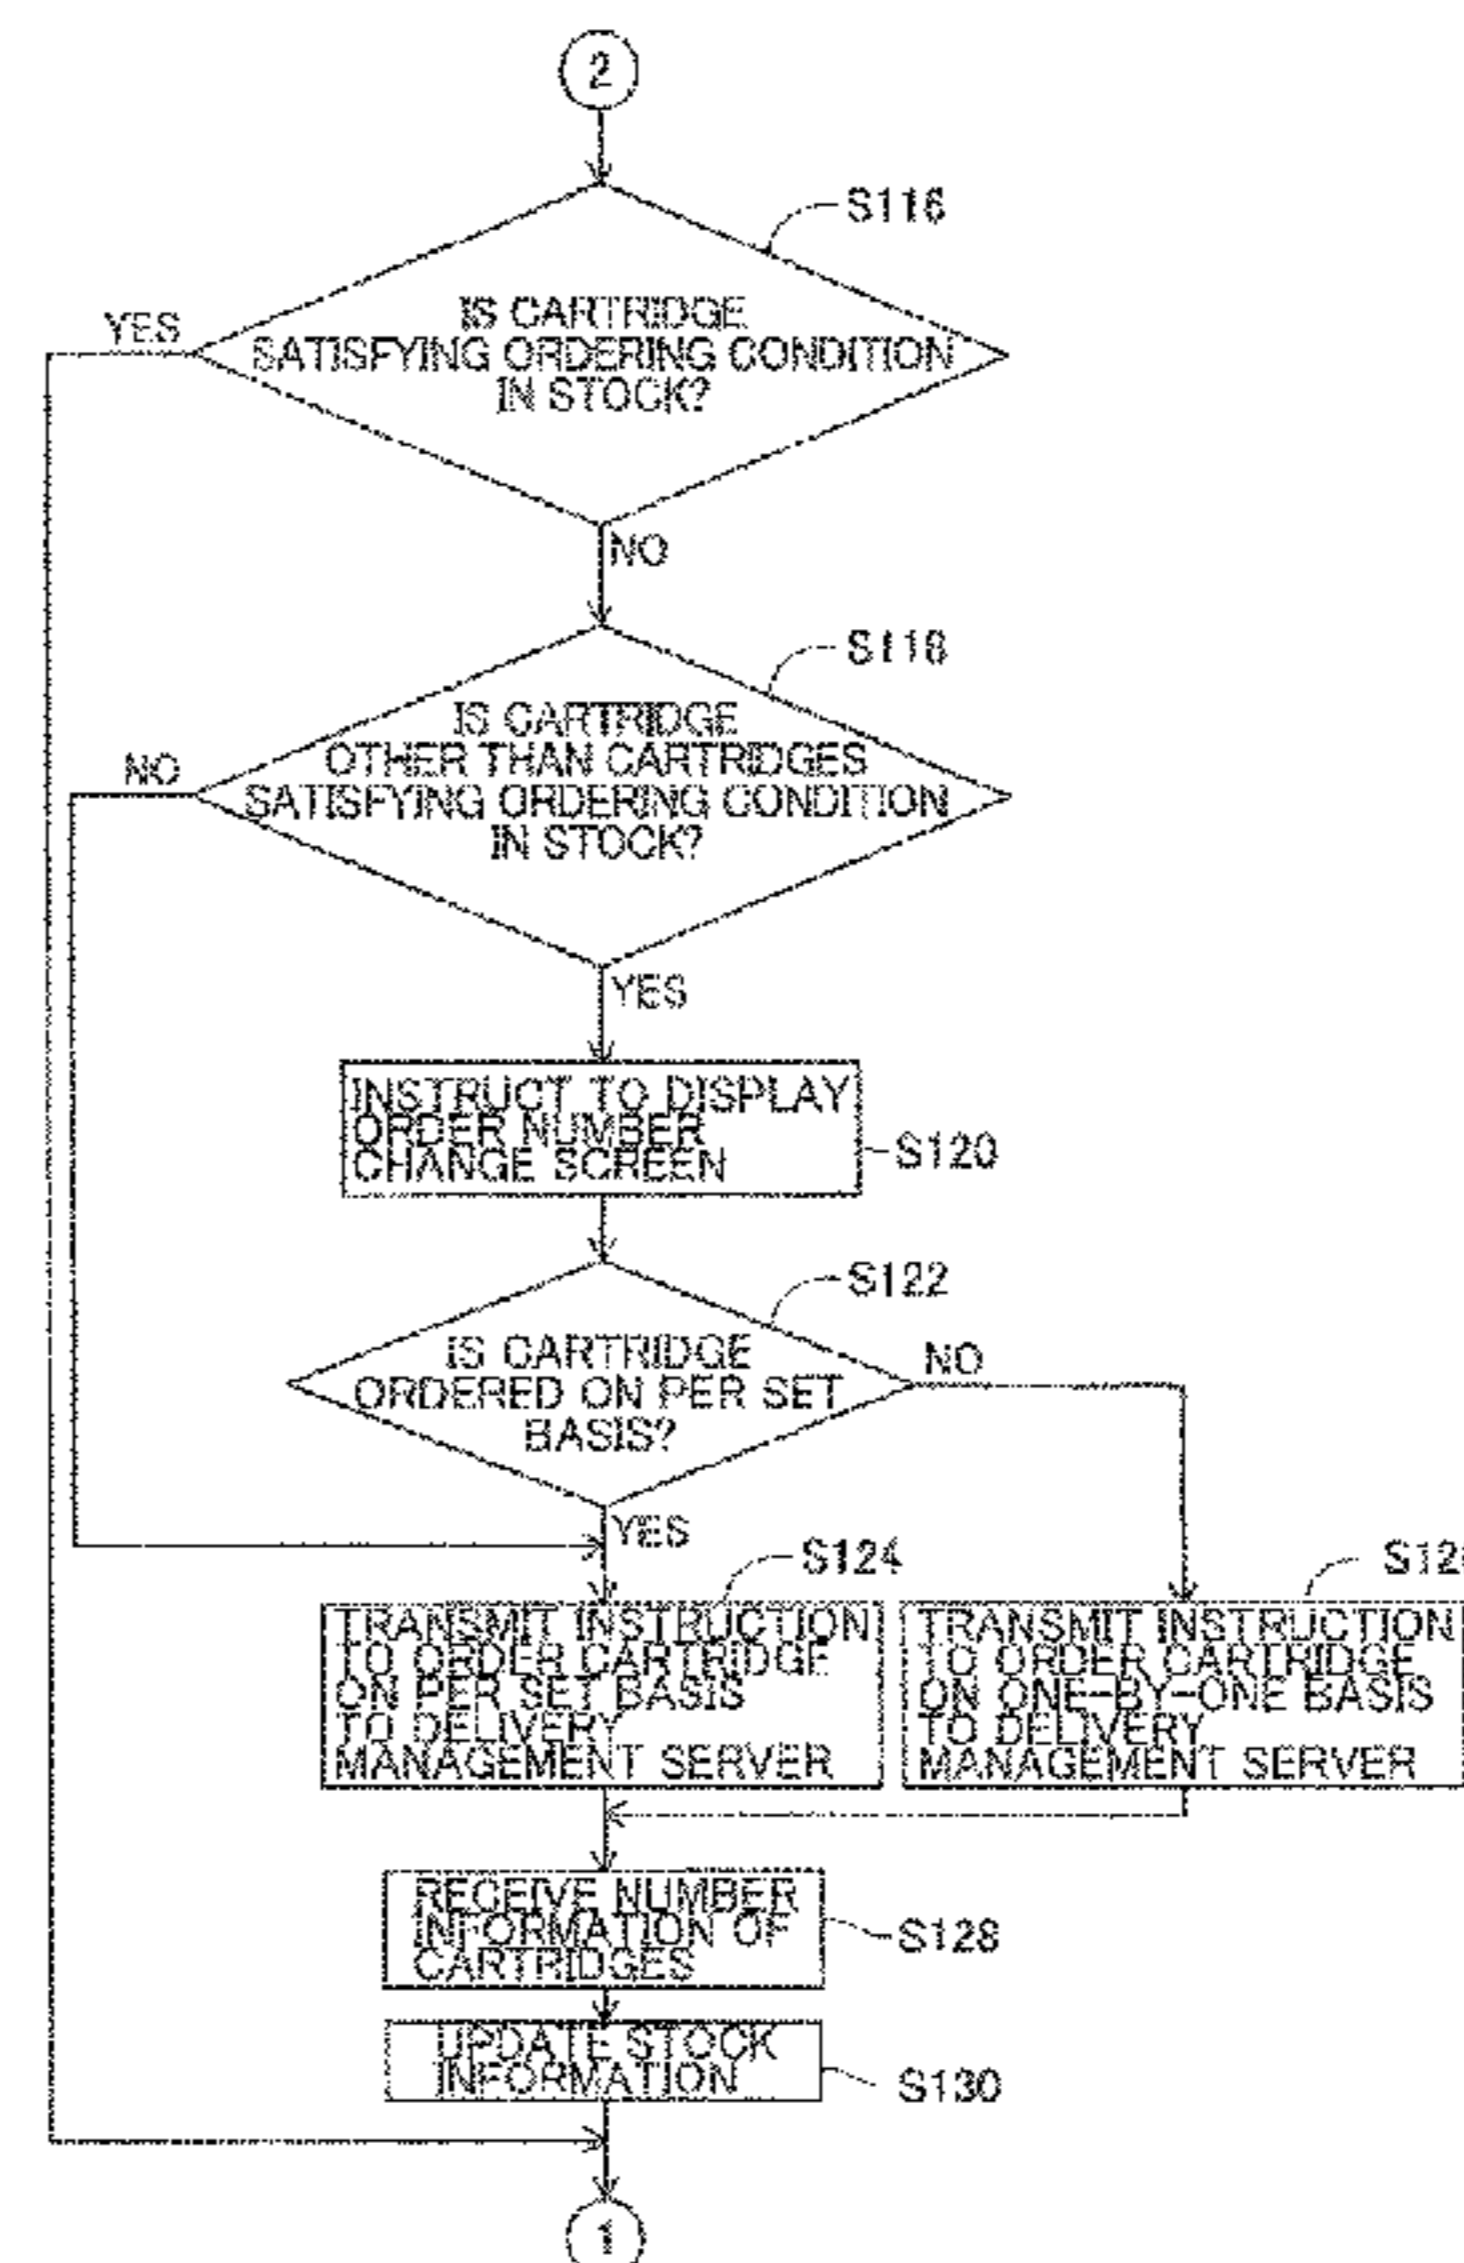 2
S116
IS CARTRIDGE
SATISFYING ORDERING CONDITION
IN STOCK?
YES
NO
S118
IS CARTRIDGE
OTHER THAN CARTRIDGES
SATISFYING ORDERING CONDITION
IN STOCK?
NO
YES
INSTRUCT TO DISPLAY
ORDER NUMBER
CHANGE SCREEN
S120
S122
IS CARTRIDGE
ORDERED ON PER SET
BASIS?
NO
YES
S124
TRANSMIT INSTRUCTION
TO ORDER CARTRIDGE
ON PER SET BASIS
TO DELIVERY
MANAGEMENT SERVER
TRANSMIT INSTRUCTION
TO ORDER CARTRIDGE
ON ONE-BY-ONE BASIS
TO DELIVERY
MANAGEMENT SERVER
RECEIVE NUMBER
INFORMATION OF
CARTRIDGES
S128
UPDATE STOCK
INFORMATION
S130
1